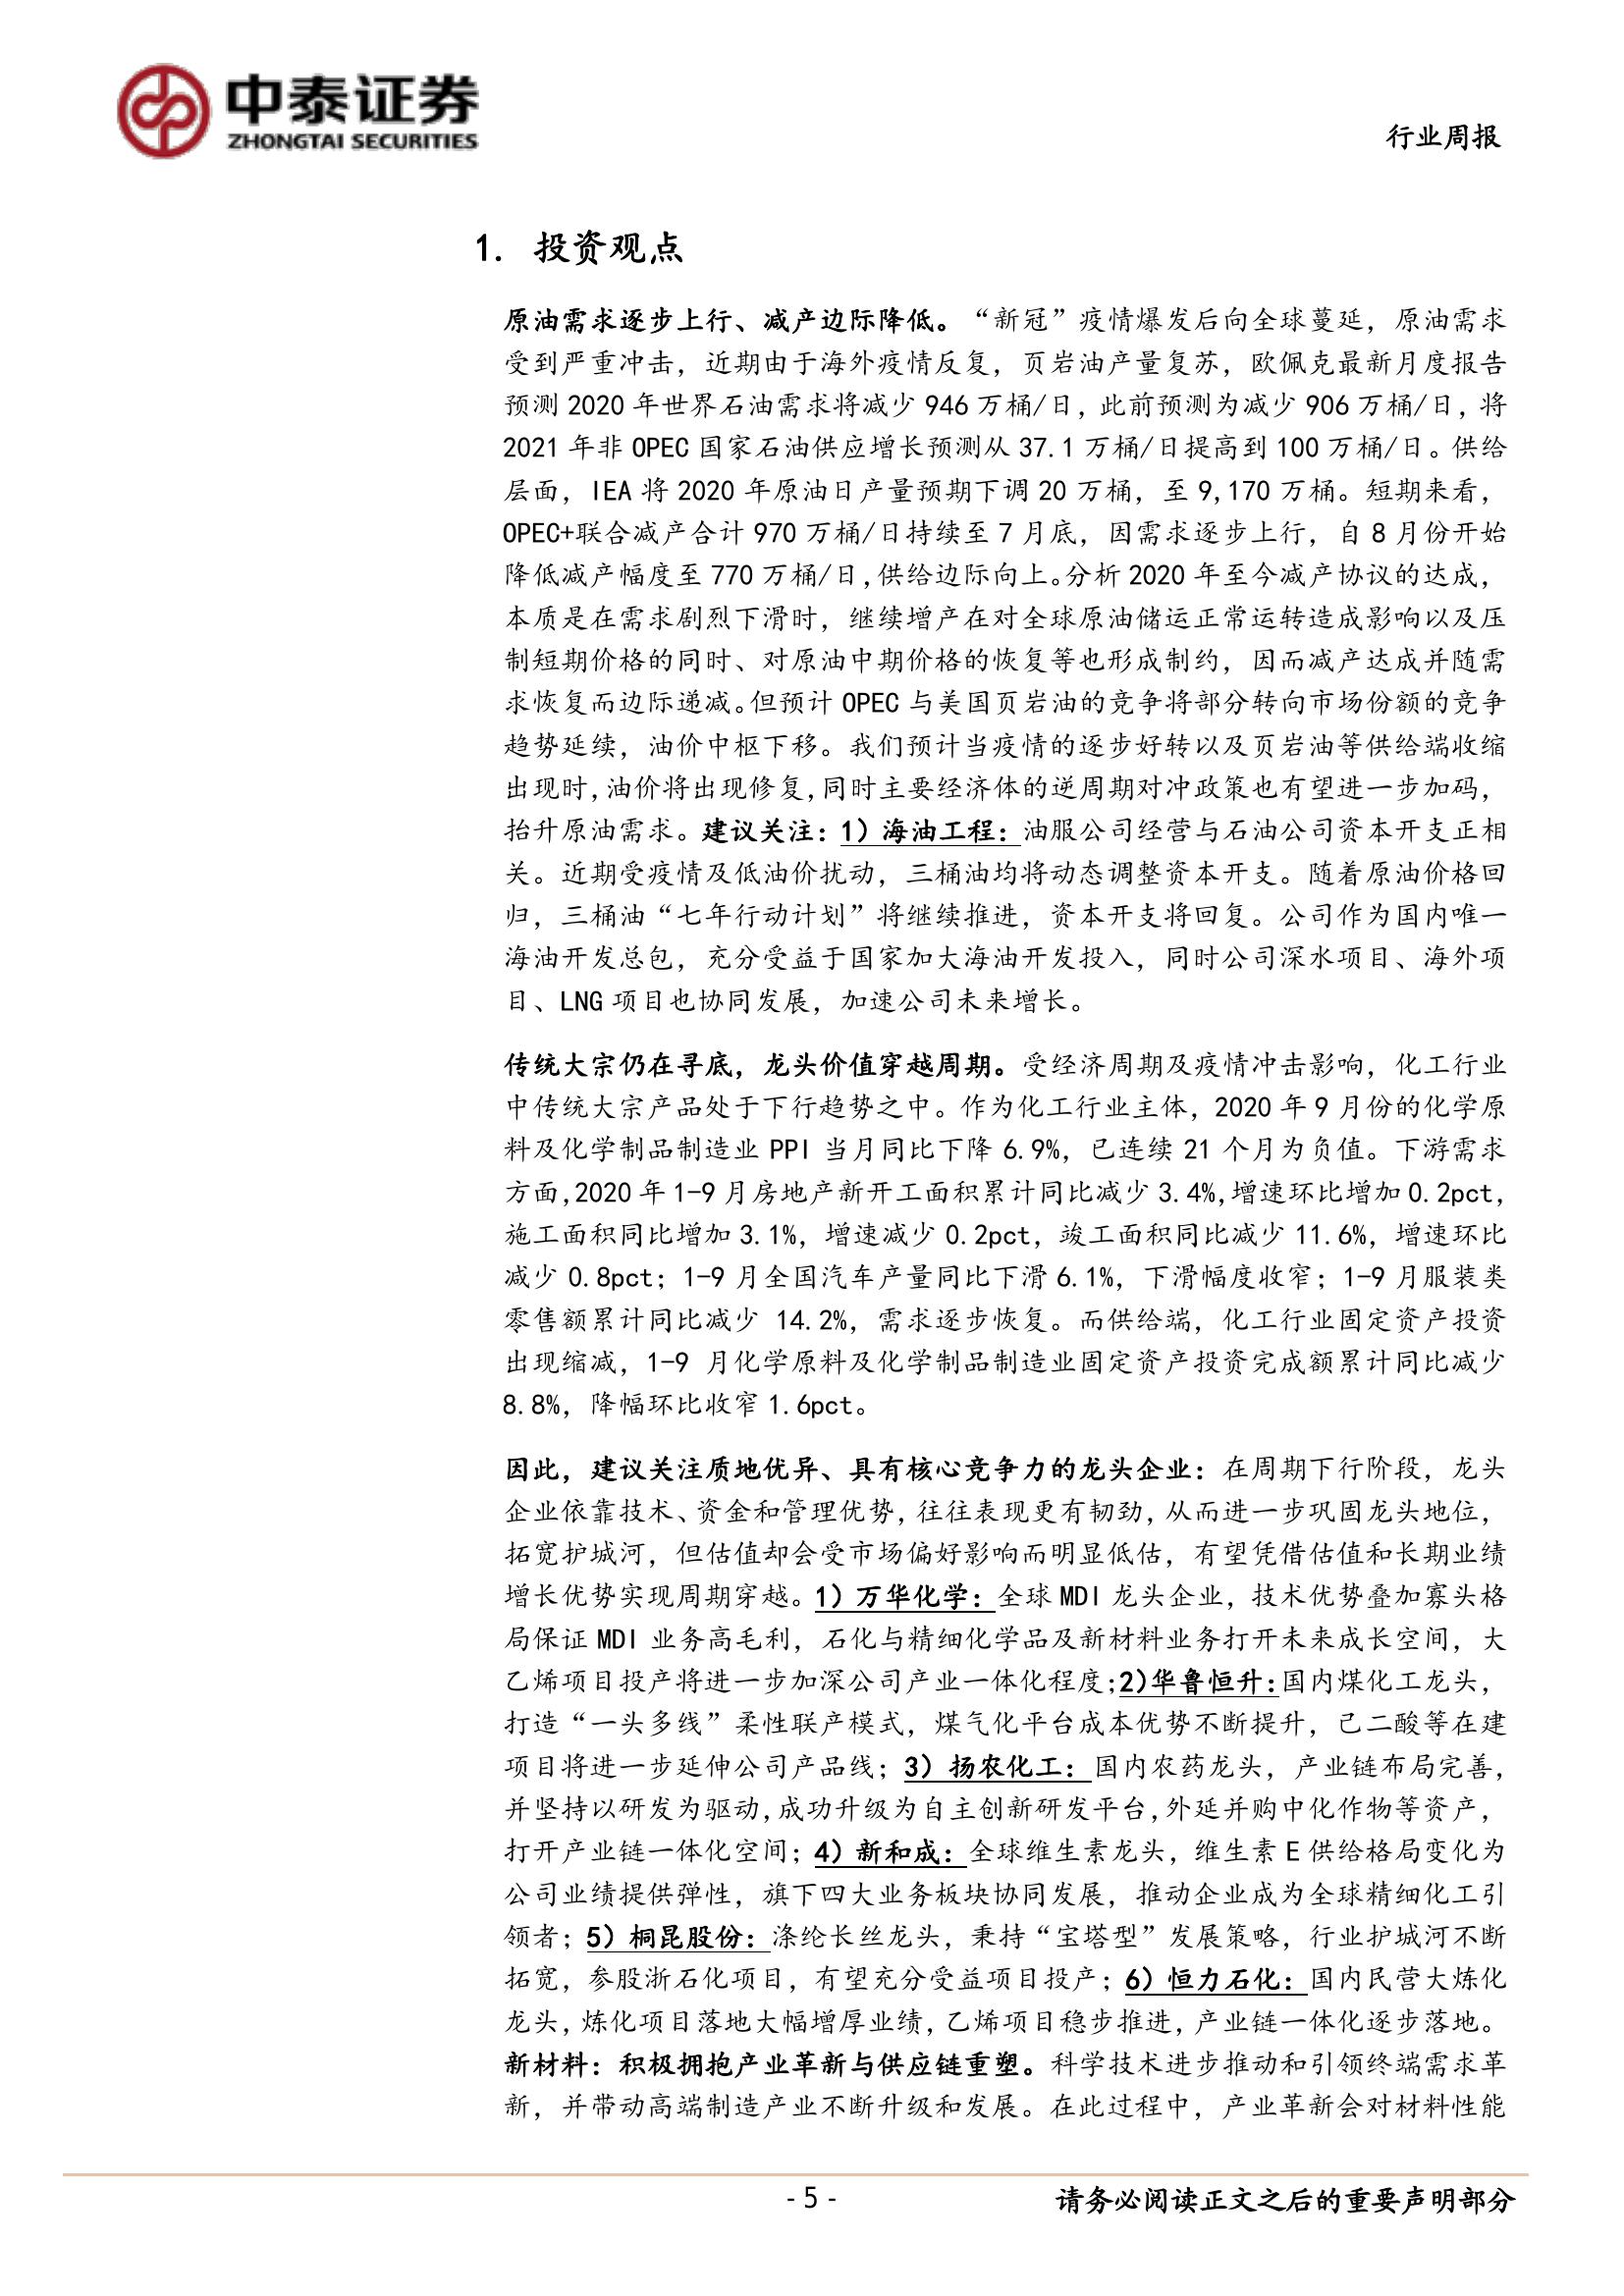 中泰证券
ZHONGTAI SECURITIES
行业周报
1. 投资观点
原油需求逐步上行、减产边际降低。“新冠”疫情爆发后向全球蔓延，原油需求
受到严重冲击，近期由于海外疫情反复，页岩油产量复苏，欧佩克最新月度报告
预测 2020 年世界石油需求将减少 946 万桶/日，此前预测为减少 906 万桶/日，将
2021 年非 OPEC 国家石油供应增长预测从 37.1 万桶/日提高到 100 万桶/日。供给
层面，IEA 将 2020 年原油日产量预期下调 20 万桶，至 9,170 万桶。短期来看，
OPEC+联合减产合计 970 万桶/日持续至 7 月底，因需求逐步上行，自 8 月份开始
降低减产幅度至 770 万桶/日，供给边际向上。分析 2020 年至今减产协议的达成，
本质是在需求剧烈下滑时，继续增产在对全球原油储运正常运转造成影响以及压
制短期价格的同时、对原油中期价格的恢复等也形成制约，因而减产达成并随需
求恢复而边际递减。但预计 OPEC 与美国页岩油的竞争将部分转向市场份额的竞争
趋势延续，油价中枢下移。我们预计当疫情的逐步好转以及页岩油等供给端收缩
出现时，油价将出现修复，同时主要经济体的逆周期对冲政策也有望进一步加码，
抬升原油需求。建议关注：1）海油工程：油服公司经营与石油公司资本开支正相
关。近期受疫情及低油价扰动，三桶油均将动态调整资本开支。随着原油价格回
归，三桶油“七年行动计划”将继续推进，资本开支将回复。公司作为国内唯一
海油开发总包，充分受益于国家加大海油开发投入，同时公司深水项目、海外项
目、LNG 项目也协同发展，加速公司未来增长。
传统大宗仍在寻底，龙头价值穿越周期。受经济周期及疫情冲击影响，化工行业
中传统大宗产品处于下行趋势之中。作为化工行业主体，2020 年 9 月份的化学原
料及化学制品制造业 PPI 当月同比下降 6.9%，已连续 21 个月为负值。下游需求
方面，2020 年 1-9 月房地产新开工面积累计同比减少 3.4%，增速环比增加 0.2pct，
施工面积同比增加 3.1%，增速减少 0.2pct，竣工面积同比减少 11.6%，增速环比
减少 0.8pct；1-9 月全国汽车产量同比下滑 6.1%，下滑幅度收窄；1-9 月服装类
零售额累计同比减少 14.2%，需求逐步恢复。而供给端，化工行业固定资产投资
出现缩减，1-9 月化学原料及化学制品制造业固定资产投资完成额累计同比减少
8.8%，降幅环比收窄 1.6pct。
因此，建议关注质地优异、具有核心竞争力的龙头企业：在周期下行阶段，龙头
企业依靠技术、资金和管理优势，往往表现更有韧劲，从而进一步巩固龙头地位，
拓宽护城河，但估值却会受市场偏好影响而明显低估，有望凭借估值和长期业绩
增长优势实现周期穿越。1）万华化学：全球 MDI 龙头企业，技术优势叠加寡头格
局保证 MDI 业务高毛利，石化与精细化学品及新材料业务打开未来成长空间，大
乙烯项目投产将进一步加深公司产业一体化程度；2）华鲁恒升：国内煤化工龙头，
打造“一头多线”柔性联产模式，煤气化平台成本优势不断提升，己二酸等在建
项目将进一步延伸公司产品线；3）扬农化工：国内农药龙头，产业链布局完善，
并坚持以研发为驱动，成功升级为自主创新研发平台，外延并购中化作物等资产，
打开产业链一体化空间；4）新和成：全球维生素龙头，维生素 E 供给格局变化为
公司业绩提供弹性，旗下四大业务板块协同发展，推动企业成为全球精细化工引
领者；5）桐昆股份：涤纶长丝龙头，秉持“宝塔型”发展策略，行业护城河不断
拓宽，参股浙石化项目，有望充分受益项目投产；6）恒力石化：国内民营大炼化
龙头，炼化项目落地大幅增厚业绩，乙烯项目稳步推进，产业链一体化逐步落地。
新材料：积极拥抱产业革新与供应链重塑。科学技术进步推动和引领终端需求革
新，并带动高端制造产业不断升级和发展。在此过程中，产业革新会对材料性能
- 5 -
请务必阅读正文之后的重要声明部分